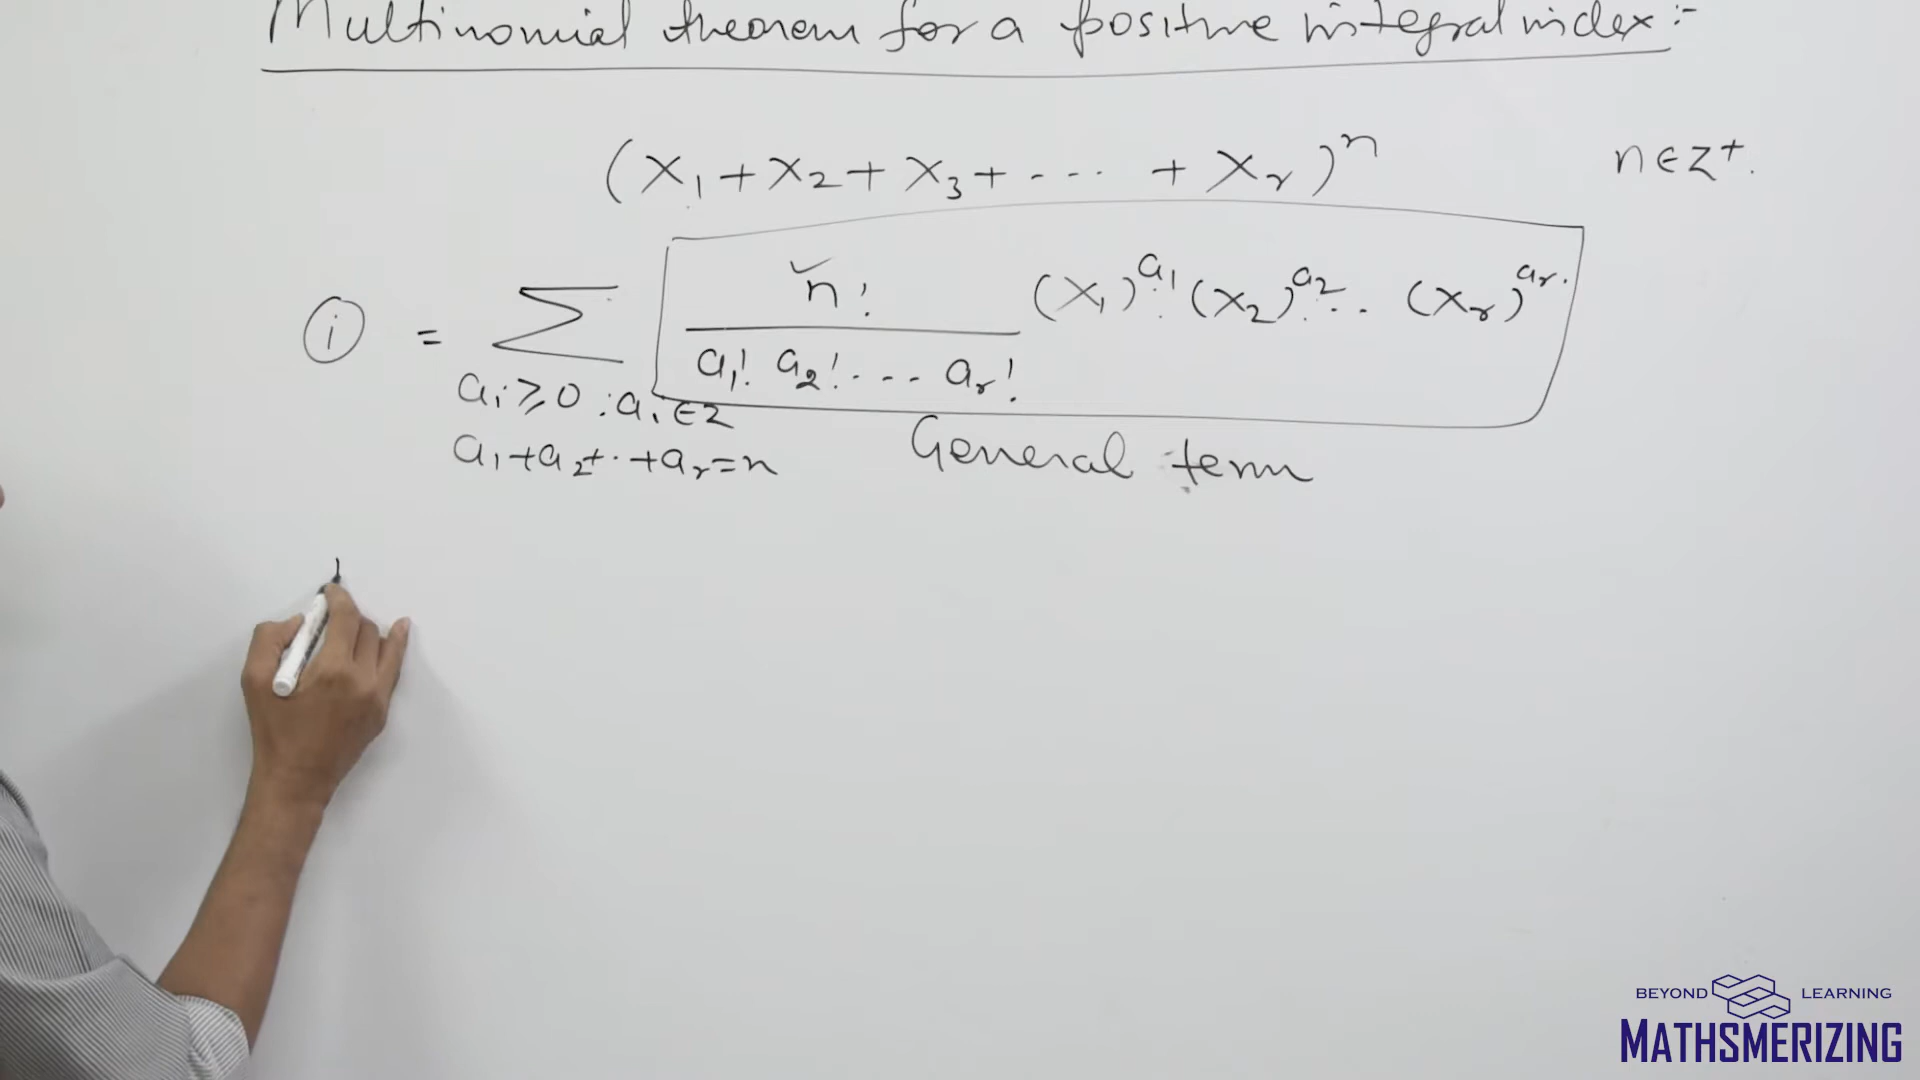 Multinomial theorem for a positive integral index :-
(x₁ + x₂ + x₃ + --- + xᵣ)ⁿ n ∈ Z⁺.
(i) = ∑ n! / (a₁! a₂! ... aᵣ!) (x₁)^a₁ (x₂)^a₂ .. (xᵣ)^aᵣ.
aᵢ ≥ 0 : aᵢ ∈ Z
a₁ + a₂ + .. + aᵣ = n
General term
BEYOND LEARNING
MATHSMERIZING